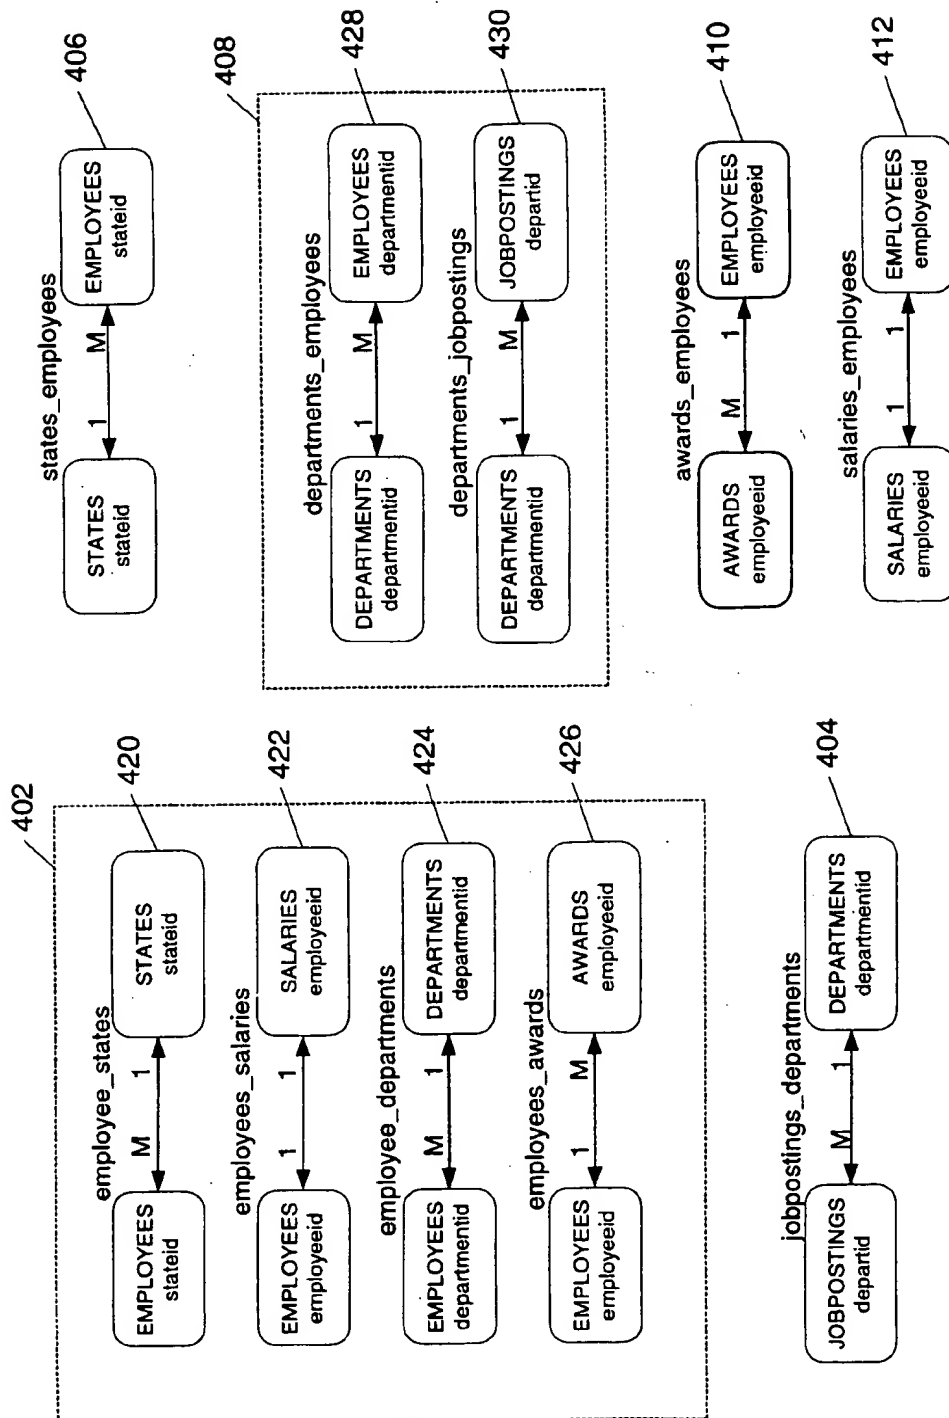 402
employee_states
EMPLOYEES
stateid
M 1
STATES
stateid
420
employees_salaries
EMPLOYEES
employeeid
1 1
SALARIES
employeeid
422
employee_departments
EMPLOYEES
departmentid
M 1
DEPARTMENTS
departmentid
424
employees_awards
EMPLOYEES
employeeid
1 M
AWARDS
employeeid
426
jobpostings_departments
JOBPOSTINGS
departid
M 1
DEPARTMENTS
departmentid
404
states_employees
STATES
stateid
1 M
EMPLOYEES
stateid
406
408
departments_employees
DEPARTMENTS
departmentid
1 M
EMPLOYEES
departmentid
428
departments_jobpostings
DEPARTMENTS
departmentid
1 M
JOBPOSTINGS
departid
430
awards_employees
AWARDS
employeeid
M 1
EMPLOYEES
employeeid
410
salaries_employees
SALARIES
employeeid
1 1
EMPLOYEES
employeeid
412